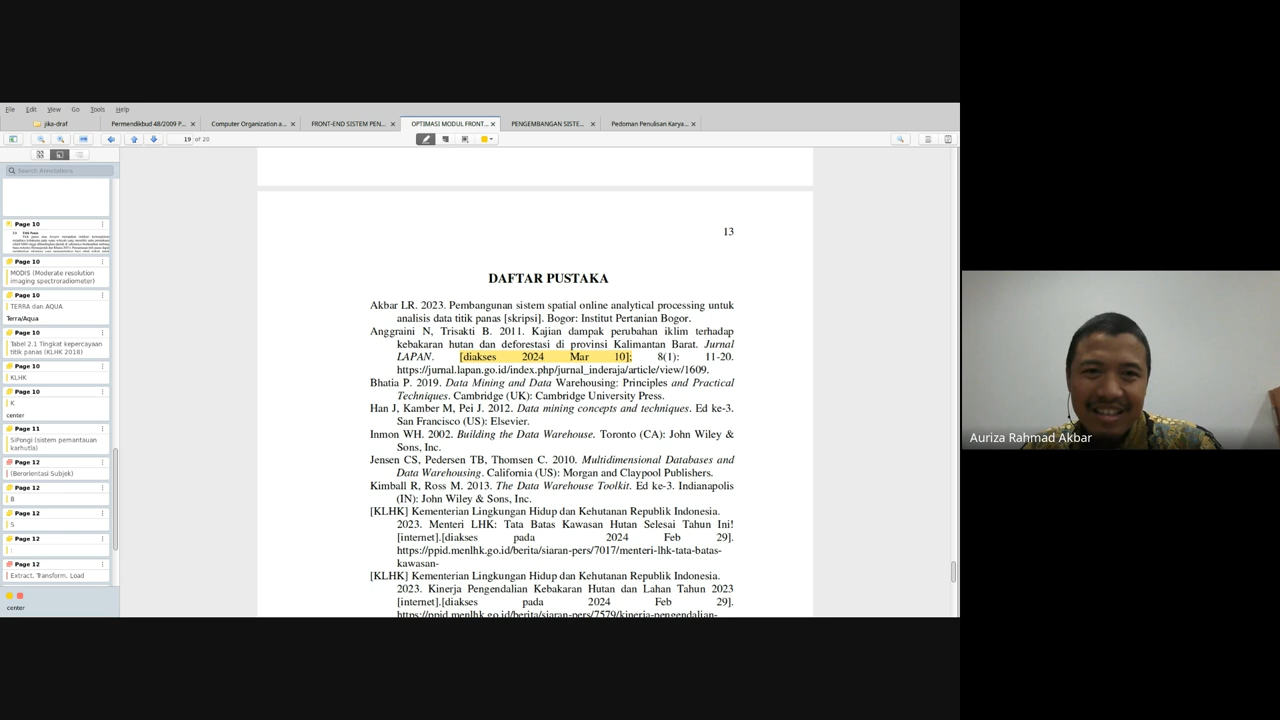 File Edit View Go Tools Help
jika-draf
Permendikbud 48/2009 P...
Computer Organization a...
FRONT-END SISTEM PEN...
OPTIMASI MODUL FRONT...
PENGEMBANGAN SISTE...
Pedoman Penulisan Karya...
19 of 20
Search Annotations
Page 10
Page 10
MODIS (Moderate resolution
imaging spectroradiometer)
Page 10
TERRA dan AQUA
Terra/Aqua
Page 10
Tabel 2.1 Tingkat kepercayaan
titik panas (KLHK 2018)
Page 10
KLHK
Page 10
K
center
Page 11
SiPongi (sistem pemantauan
karhutla)
Page 12
(Berorientasi Subjek)
Page 12
B
Page 12
S
Page 12
:
Page 12
Extract, Transform, Load
center
13
DAFTAR PUSTAKA
Akbar LR. 2023. Pembangunan sistem spatial online analytical processing untuk
analisis data titik panas [skripsi]. Bogor: Institut Pertanian Bogor.
Anggraini N, Trisakti B. 2011. Kajian dampak perubahan iklim terhadap
kebakaran hutan dan deforestasi di provinsi Kalimantan Barat. Jurnal
LAPAN. [diakses 2024 Mar 10]; 8(1): 11-20.
https://jurnal.lapan.go.id/index.php/jurnal_inderaja/article/view/1609.
Bhatia P. 2019. Data Mining and Data Warehousing: Principles and Practical
Techniques. Cambridge (UK): Cambridge University Press.
Han J, Kamber M, Pei J. 2012. Data mining concepts and techniques. Ed ke-3.
San Francisco (US): Elsevier.
Inmon WH. 2002. Building the Data Warehouse. Toronto (CA): John Wiley &
Sons, Inc.
Jensen CS, Pedersen TB, Thomsen C. 2010. Multidimensional Databases and
Data Warehousing. California (US): Morgan and Claypool Publishers.
Kimball R, Ross M. 2013. The Data Warehouse Toolkit. Ed ke-3. Indianapolis
(IN): John Wiley & Sons, Inc.
[KLHK] Kementerian Lingkungan Hidup dan Kehutanan Republik Indonesia.
2023. Menteri LHK: Tata Batas Kawasan Hutan Selesai Tahun Ini!
[internet].[diakses pada 2024 Feb 29].
https://ppid.menlhk.go.id/berita/siaran-pers/7017/menteri-lhk-tata-batas-
kawasan-
[KLHK] Kementerian Lingkungan Hidup dan Kehutanan Republik Indonesia.
2023. Kinerja Pengendalian Kebakaran Hutan dan Lahan Tahun 2023
[internet].[diakses pada 2024 Feb 29].
https://ppid.menlhk.go.id/berita/siaran-pers/7579/kinerja-pengendalian-
Auriza Rahmad Akbar